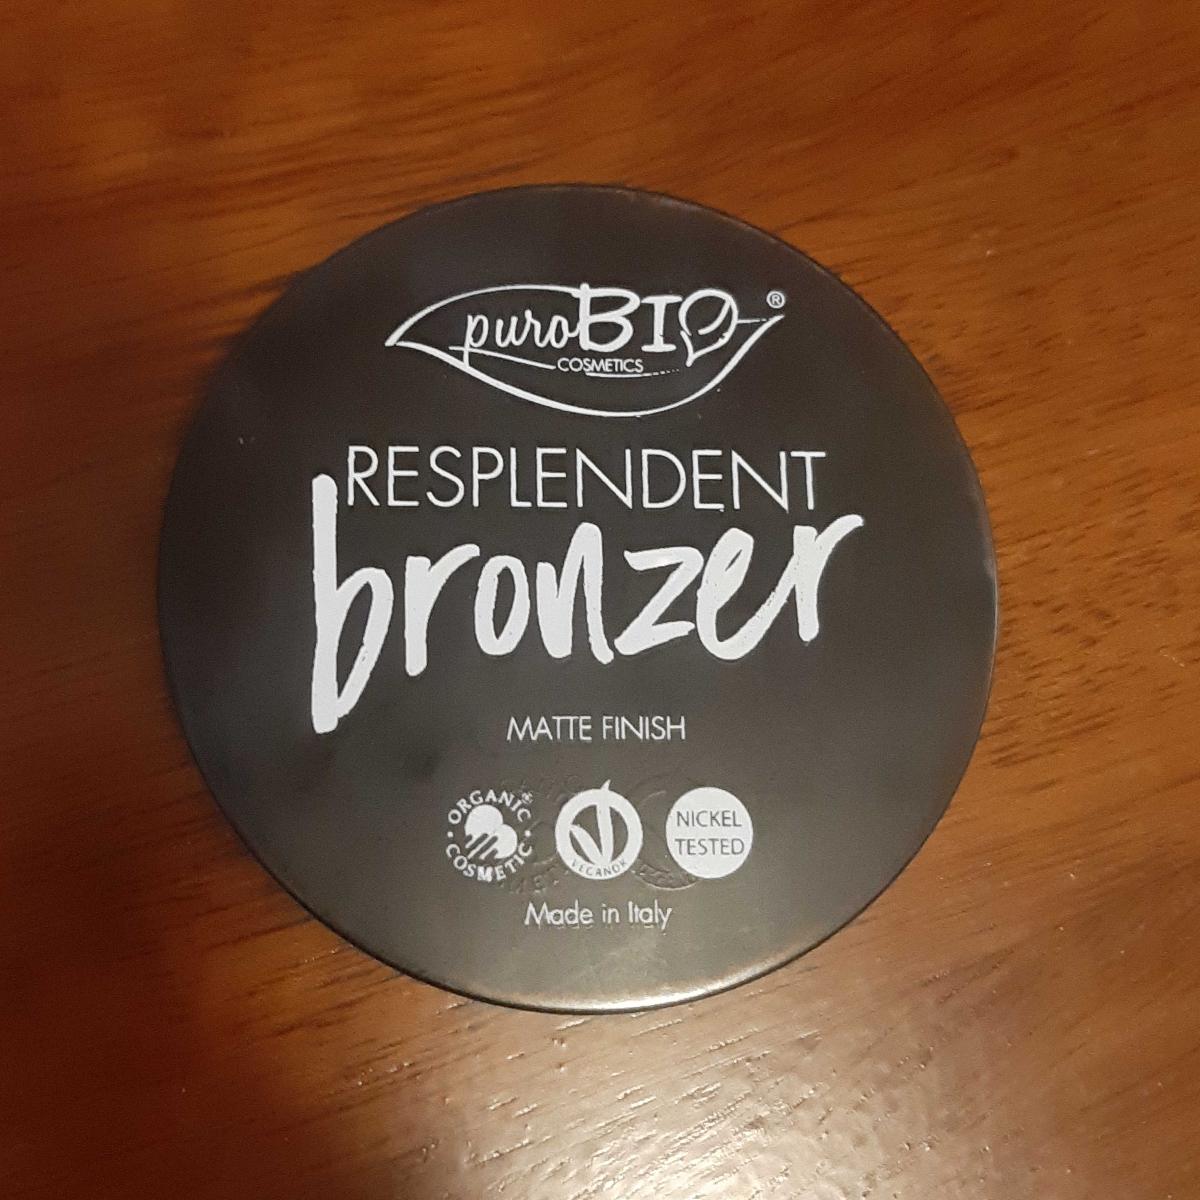 puroBIO®
COSMETICS
RESPLENDENT
bronzer
MATTE FINISH
ORGANIC
COSMETIC
VEGANOK
NICKEL
TESTED
Made in Italy